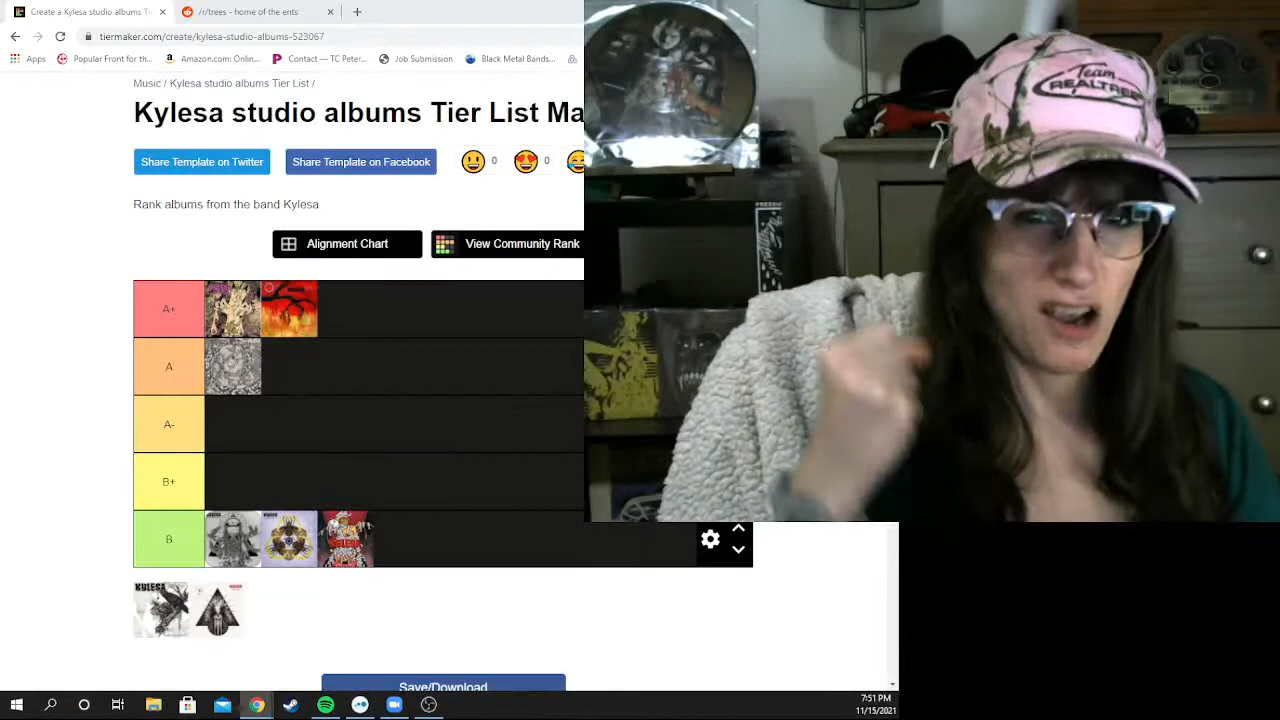 Create a Kylesa studio albums Tie
/r/trees - home of the ents
tiermaker.com/create/kylesa-studio-albums-523067
Apps
Popular Front for th...
Amazon.com: Onlin...
Contact — TC Peter...
Job Submission
Black Metal Bands...
Music / Kylesa studio albums Tier List /
Kylesa studio albums Tier List Ma
Share Template on Twitter
Share Template on Facebook
0
0
Rank albums from the band Kylesa
Alignment Chart
View Community Rank
A+
A
A-
B+
B
KYLESA
Save/Download
7:51 PM
11/15/2021
Team
REALTREE